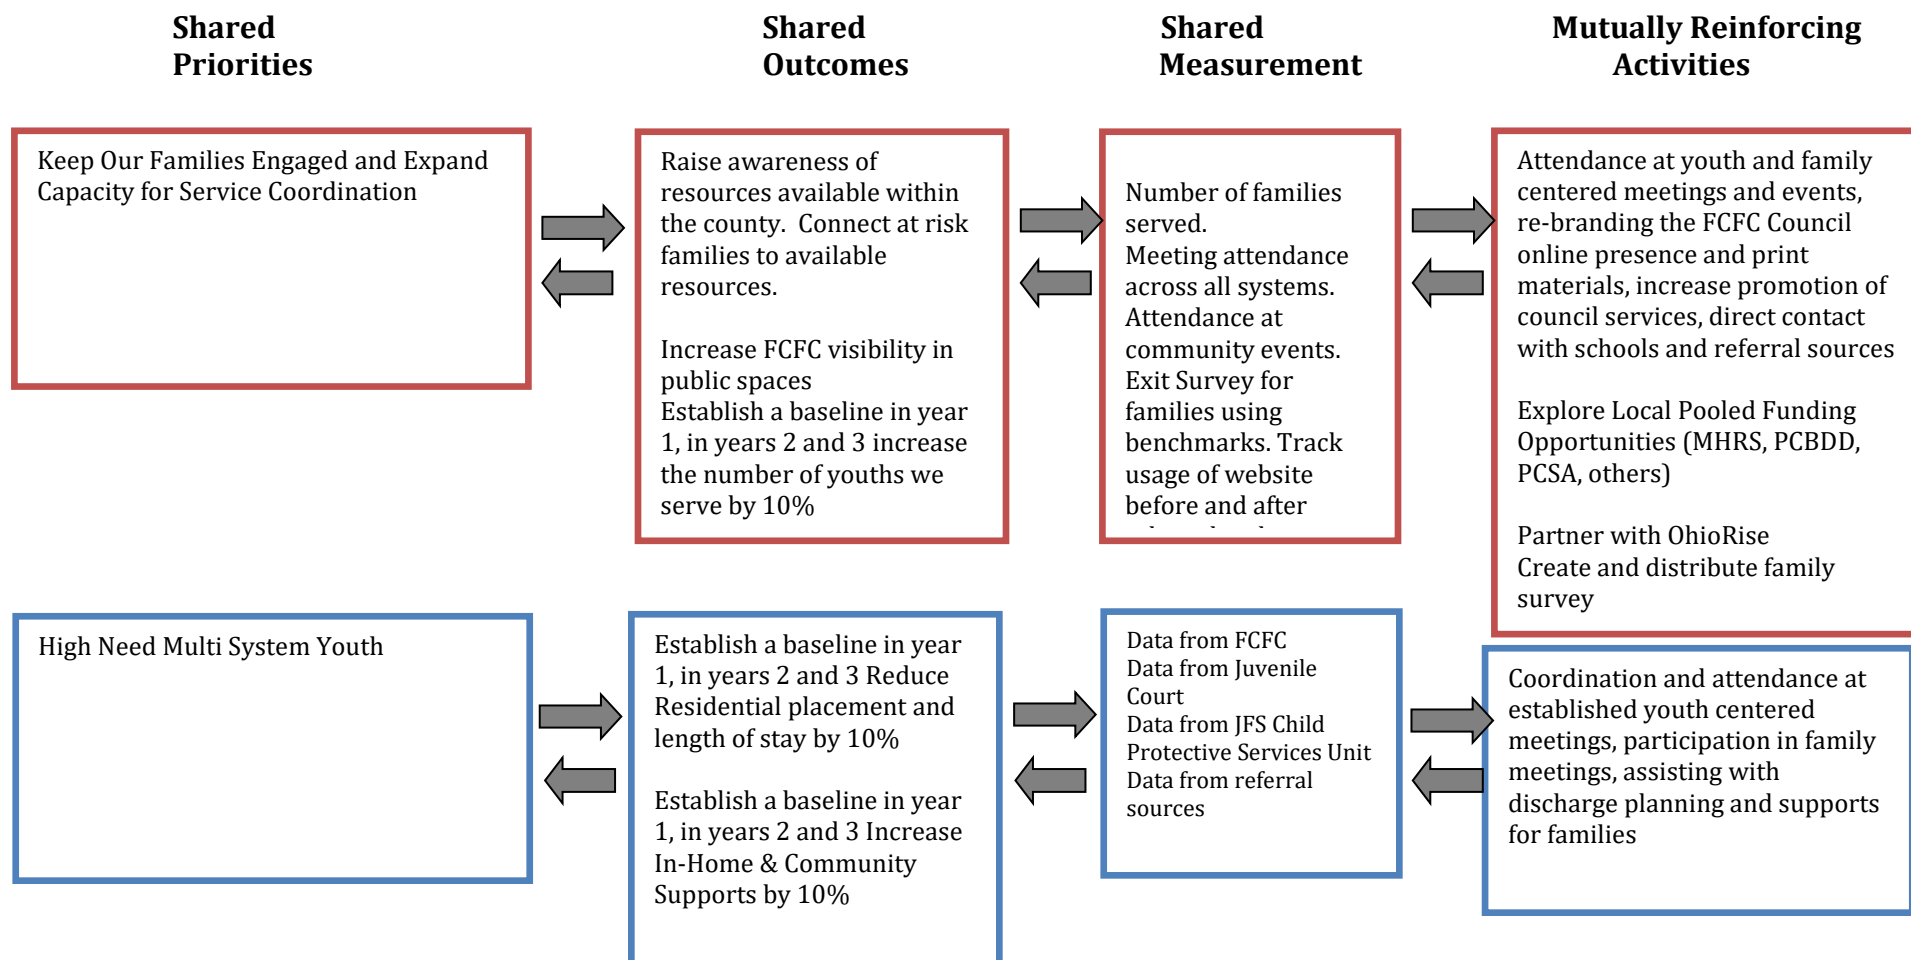 Shared
Priorities
Shared
Outcomes
Shared
Measurement
Mutually Reinforcing
Activities
Keep Our Families Engaged and Expand
Capacity for Service Coordination
Raise awareness of
resources available within
the county.  Connect at risk
families to available
resources.
Increase FCFC visibility in
public spaces
Establish a baseline in year
1, in years 2 and 3 increase
the number of youths we
serve by 10%
Number of families
served.
Meeting attendance
across all systems.
Attendance at
community events.
Exit Survey for
families using
benchmarks. Track
usage of website
before and after
Attendance at youth and family
centered meetings and events,
re-branding the FCFC Council
online presence and print
materials, increase promotion of
council services, direct contact
with schools and referral sources
Explore Local Pooled Funding
Opportunities (MHRS, PCBDD,
PCSA, others)
Partner with OhioRise
Create and distribute family
survey
High Need Multi System Youth
Establish a baseline in year
1, in years 2 and 3 Reduce
Residential placement and
length of stay by 10%
Establish a baseline in year
1, in years 2 and 3 Increase
In-Home & Community
Supports by 10%
Data from FCFC
Data from Juvenile
Court
Data from JFS Child
Protective Services Unit
Data from referral
sources
Coordination and attendance at
established youth centered
meetings, participation in family
meetings, assisting with
discharge planning and supports
for families